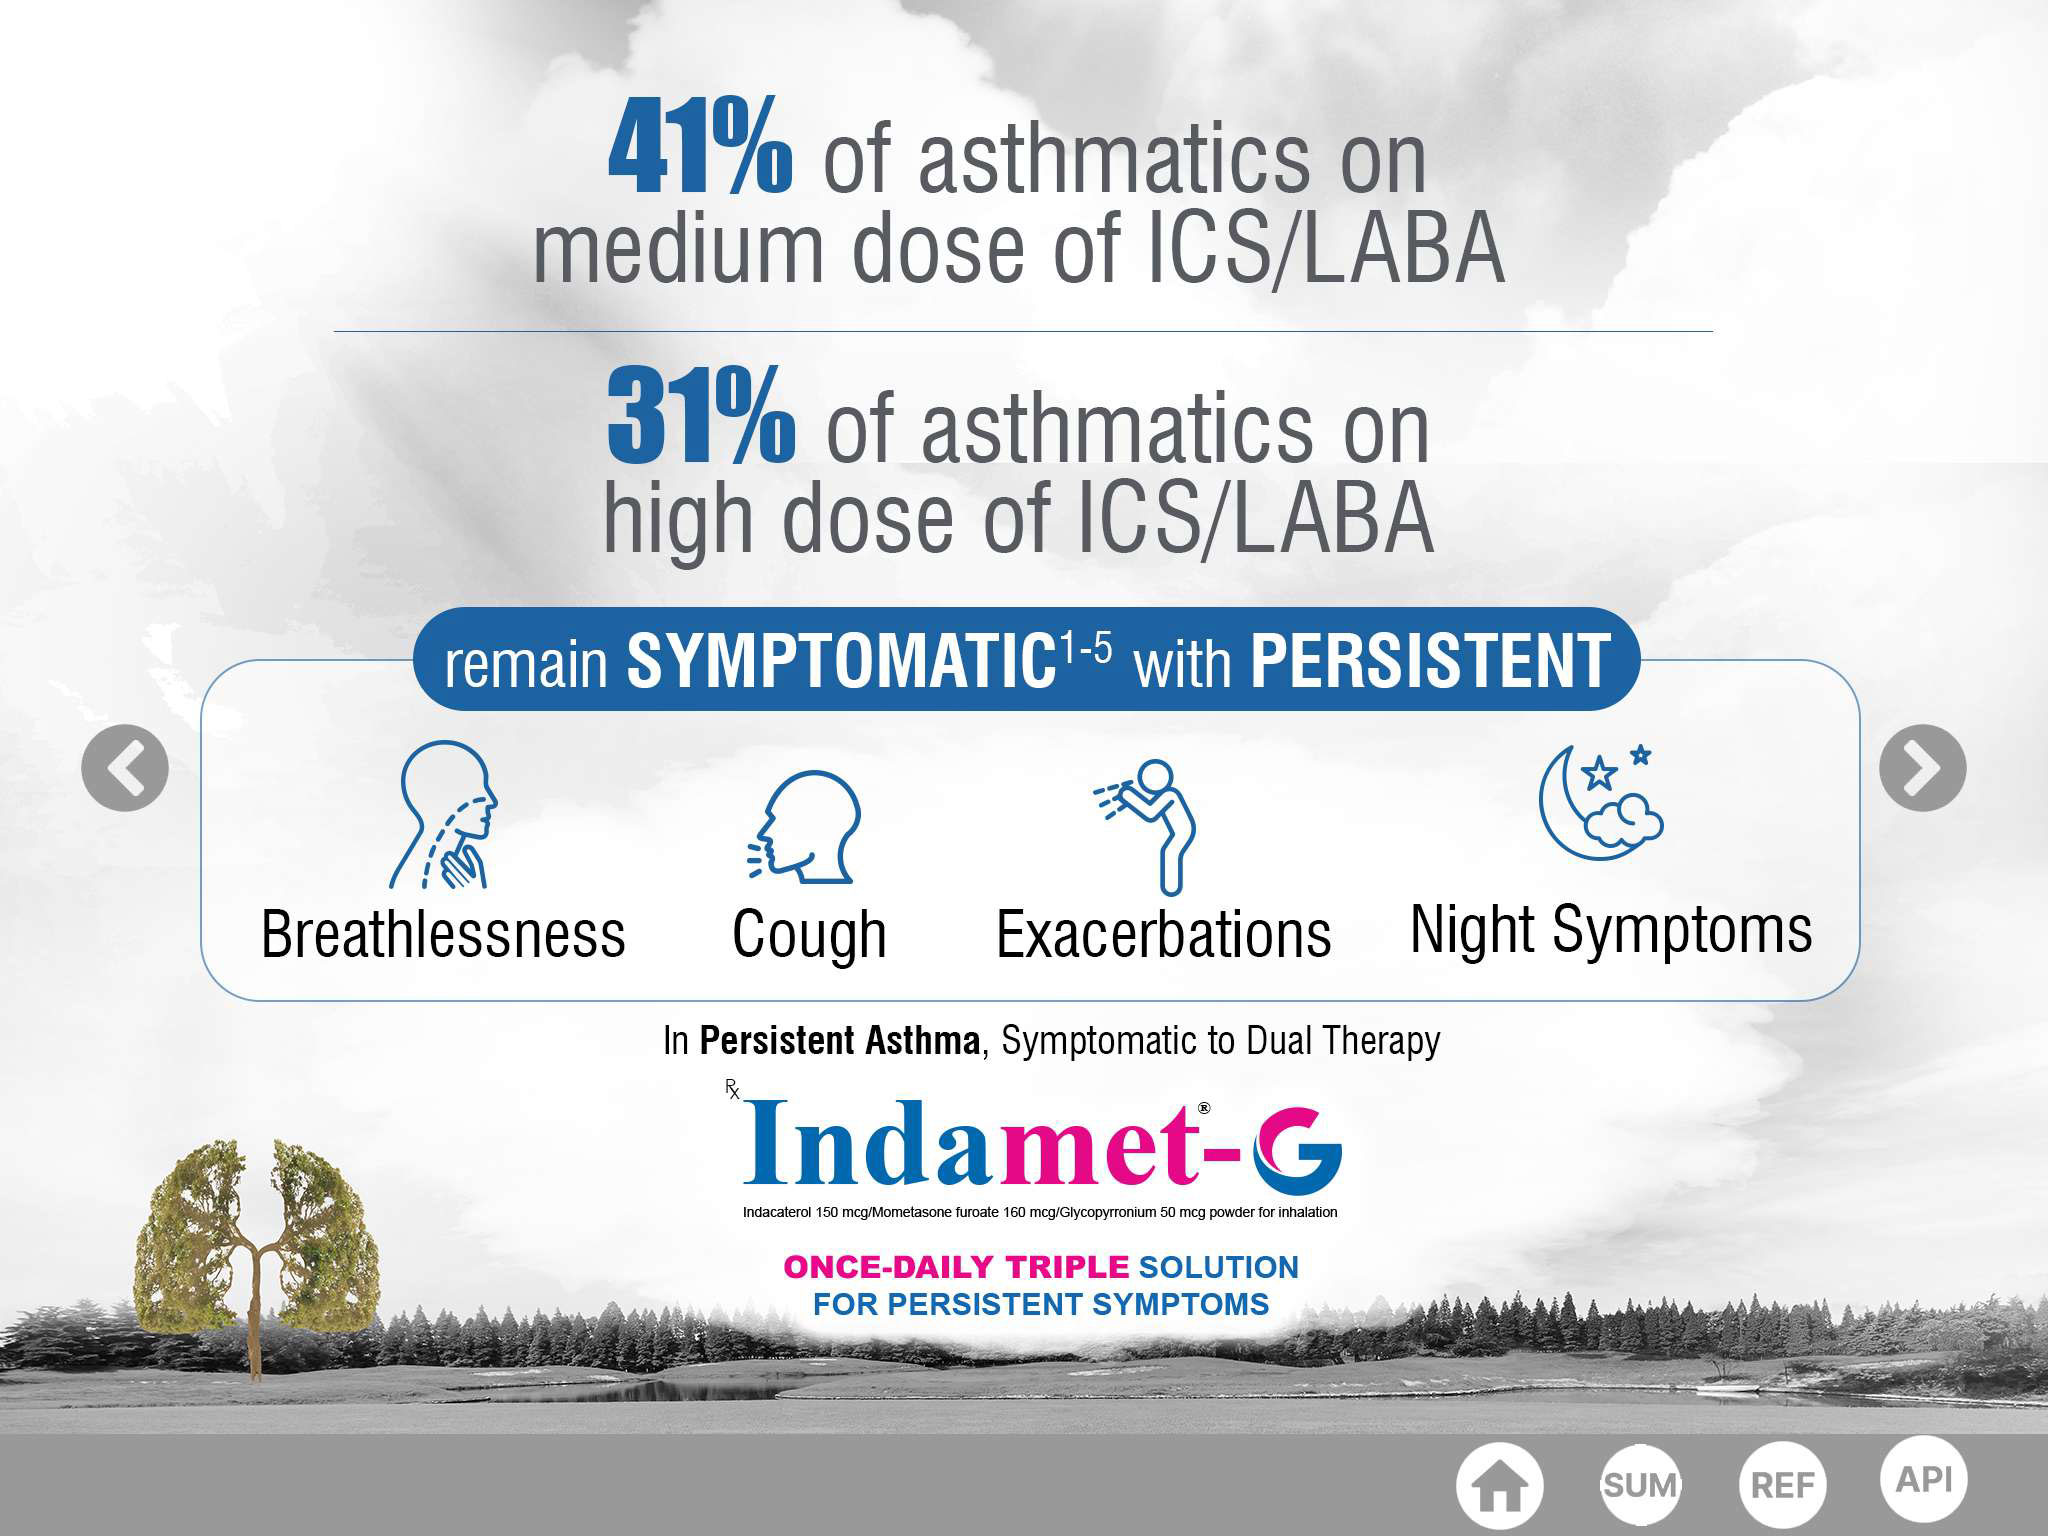 41% of asthmatics on
medium dose of ICS/LABA
31% of asthmatics on
high dose of ICS/LABA
remain SYMPTOMATIC1-5 with PERSISTENT
Breathlessness Cough Exacerbations Night Symptoms
In Persistent Asthma, Symptomatic to Dual Therapy
Rx Indamet®-G
Indacaterol 150 mcg/Mometasone furoate 160 mcg/Glycopyrronium 50 mcg powder for inhalation
ONCE-DAILY TRIPLE SOLUTION
FOR PERSISTENT SYMPTOMS
SUM REF API